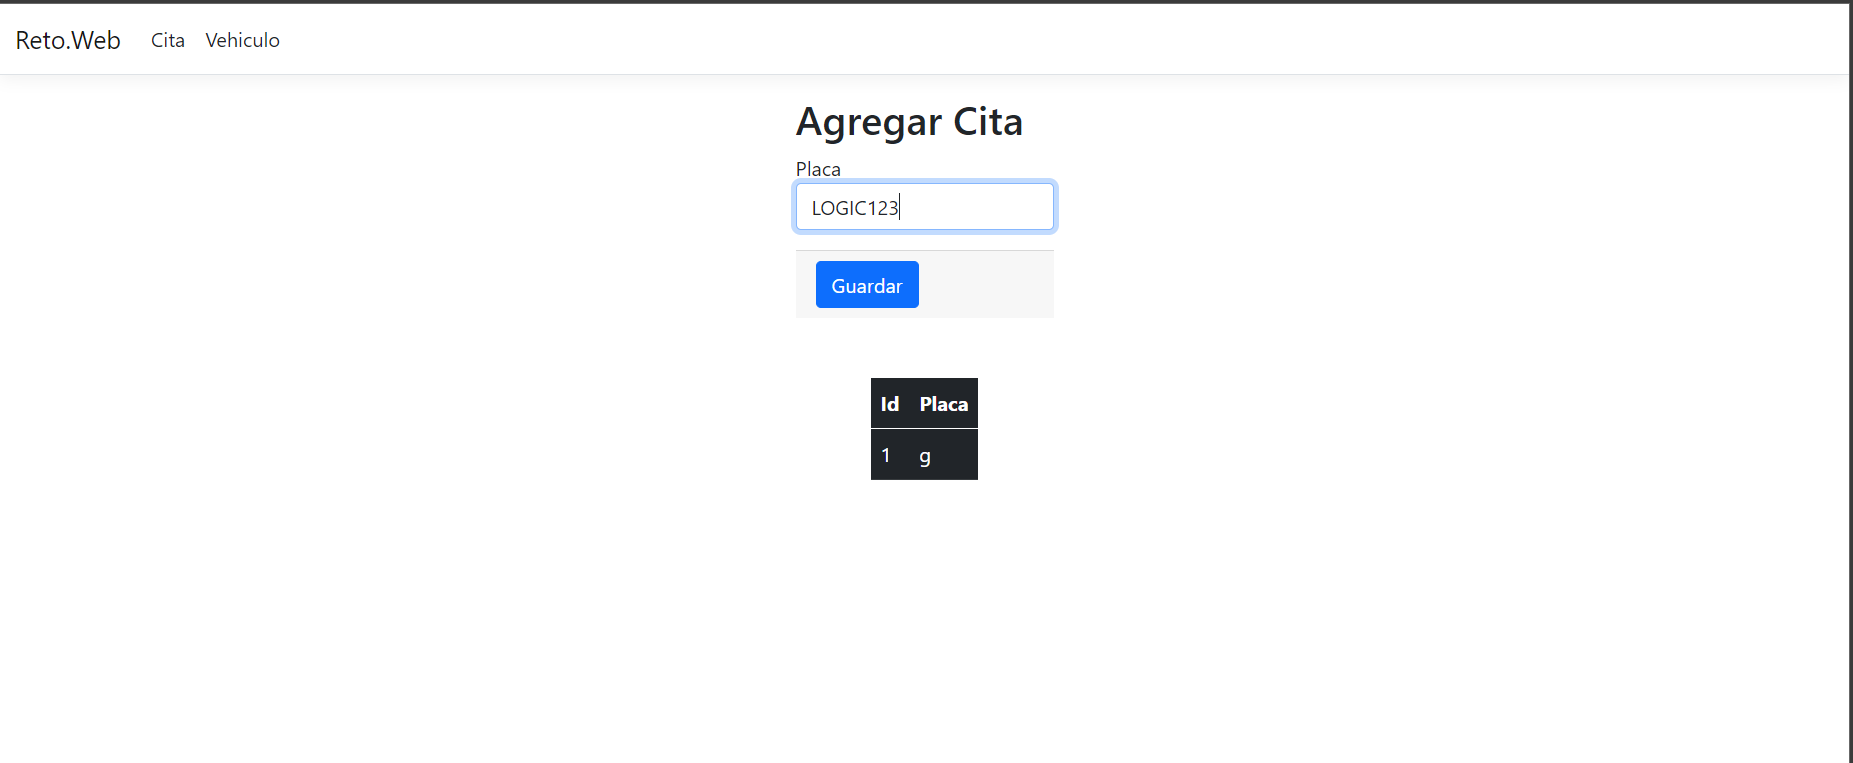 Reto.Web Cita Vehiculo
Agregar Cita
Placa
LOGIC123
Guardar
Id Placa
1 g